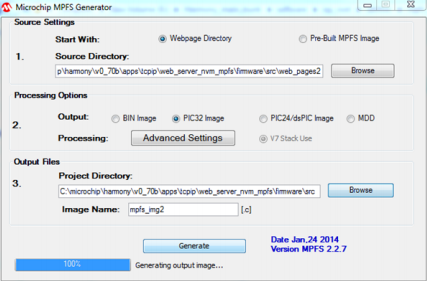 Microchip MPFS Generator
Source Settings
Start With:
Webpage Directory
Pre-Built MPFS Image
1.
Source Directory:
p\harmony\v0_70b\apps\tcpip\web_server_nvm_mpfs\firmware\src\web_pages2
Browse
Processing Options
2.
Output:
BIN Image
PIC32 Image
PIC24/dsPIC Image
MDD
Processing:
Advanced Settings
V7 Stack Use
Output Files
3.
Project Directory:
C:\microchip\harmony\v0_70b\apps\tcpip\web_server_nvm_mpfs\firmware\src
Browse
Image Name:
mpfs_img2
[.c]
Generate
Date Jan,24 2014
Version MPFS 2.2.7
100%
Generating output image...